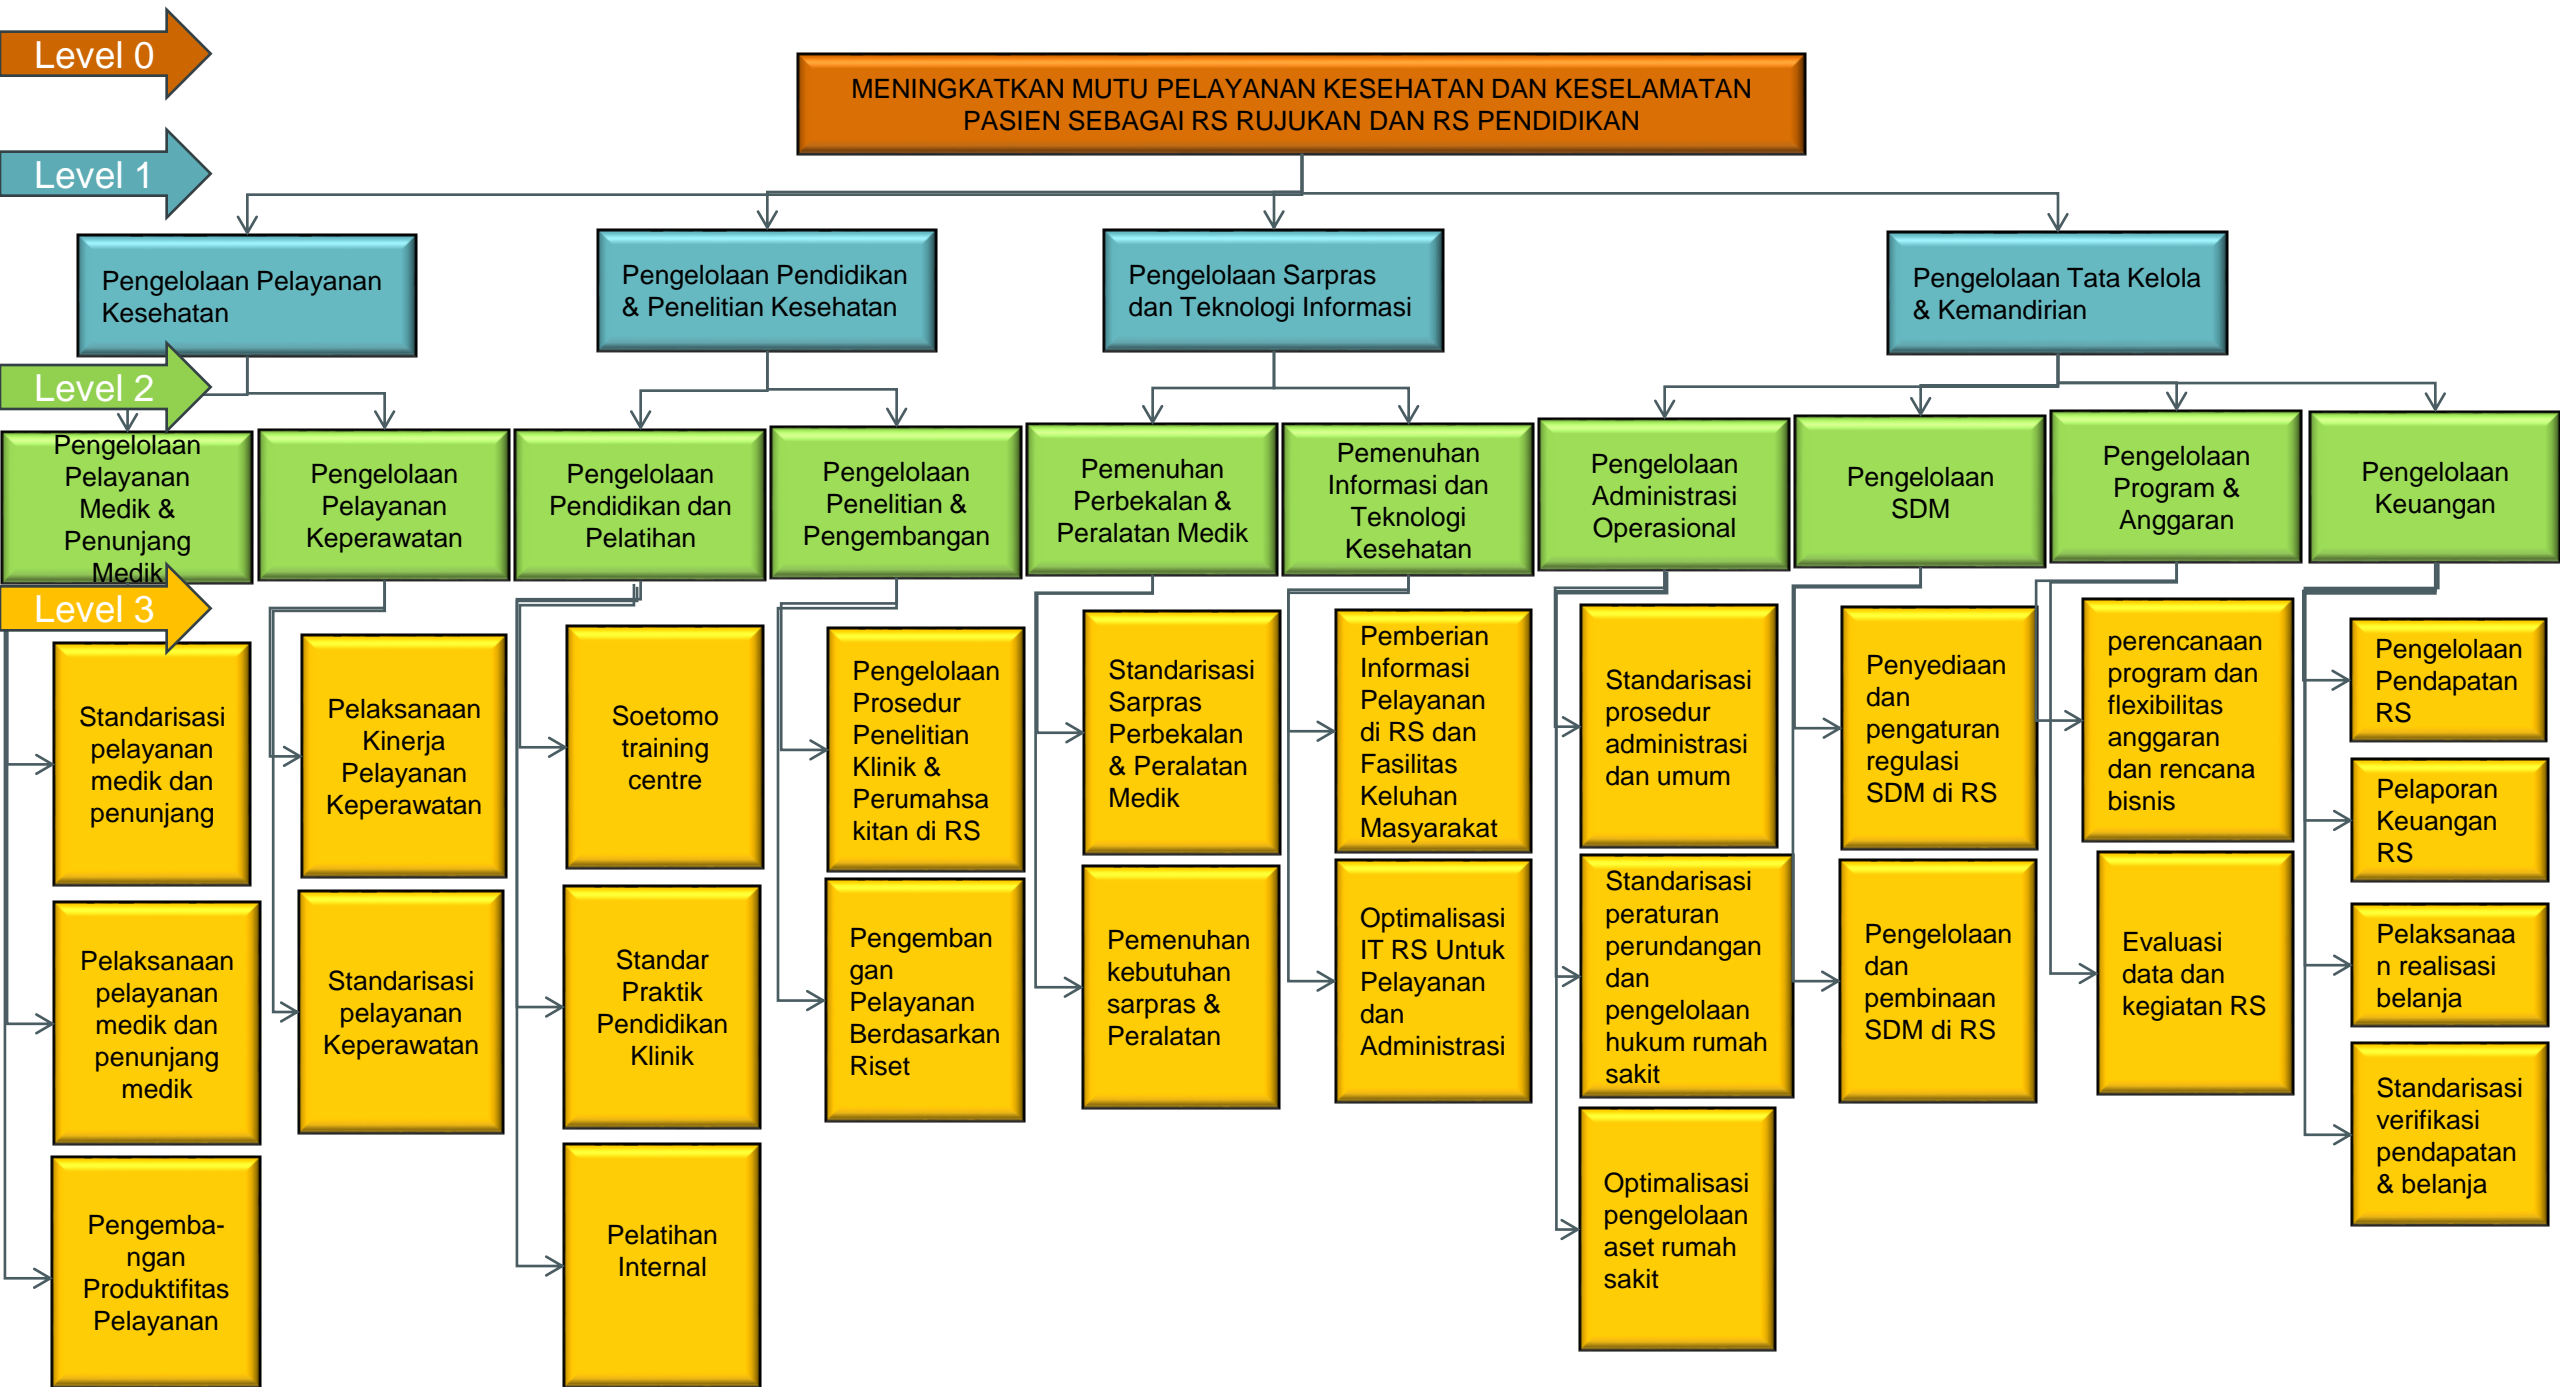 Level 0
MENINGKATKAN MUTU PELAYANAN KESEHATAN DAN KESELAMATAN
PASIEN SEBAGAI RS RUJUKAN DAN RS PENDIDIKAN
Level 1
Pengelolaan Pelayanan
Kesehatan
Pengelolaan Pendidikan
& Penelitian Kesehatan
Pengelolaan Sarpras
dan Teknologi Informasi
Pengelolaan Tata Kelola
& Kemandirian
Level 2
Pengelolaan
Pelayanan
Medik &
Penunjang
Medik
Pengelolaan
Pelayanan
Keperawatan
Pengelolaan
Pendidikan dan
Pelatihan
Pengelolaan
Penelitian &
Pengembangan
Pemenuhan
Perbekalan &
Peralatan Medik
Pemenuhan
Informasi dan
Teknologi
Kesehatan
Pengelolaan
Administrasi
Operasional
Pengelolaan
SDM
Pengelolaan
Program &
Anggaran
Pengelolaan
Keuangan
Level 3
Standarisasi
pelayanan
medik dan
penunjang
Pelaksanaan
pelayanan
medik dan
penunjang
medik
Pengemba-
ngan
Produktifitas
Pelayanan
Pelaksanaan
Kinerja
Pelayanan
Keperawatan
Standarisasi
pelayanan
Keperawatan
Soetomo
training
centre
Standar
Praktik
Pendidikan
Klinik
Pelatihan
Internal
Pengelolaan
Prosedur
Penelitian
Klinik &
Perumahsa
kitan di RS
Pengemban
gan
Pelayanan
Berdasarkan
Riset
Standarisasi
Sarpras
Perbekalan
& Peralatan
Medik
Pemenuhan
kebutuhan
sarpras &
Peralatan
Pemberian
Informasi
Pelayanan
di RS dan
Fasilitas
Keluhan
Masyarakat
Optimalisasi
IT RS Untuk
Pelayanan
dan
Administrasi
Standarisasi
prosedur
administrasi
dan umum
Standarisasi
peraturan
perundangan
dan
pengelolaan
hukum rumah
sakit
Optimalisasi
pengelolaan
aset rumah
sakit
Penyediaan
dan
pengaturan
regulasi
SDM di RS
Pengelolaan
dan
pembinaan
SDM di RS
perencanaan
program dan
flexibilitas
anggaran
dan rencana
bisnis
Evaluasi
data dan
kegiatan RS
Pengelolaan
Pendapatan
RS
Pelaporan
Keuangan
RS
Pelaksanaa
n realisasi
belanja
Standarisasi
verifikasi
pendapatan
& belanja